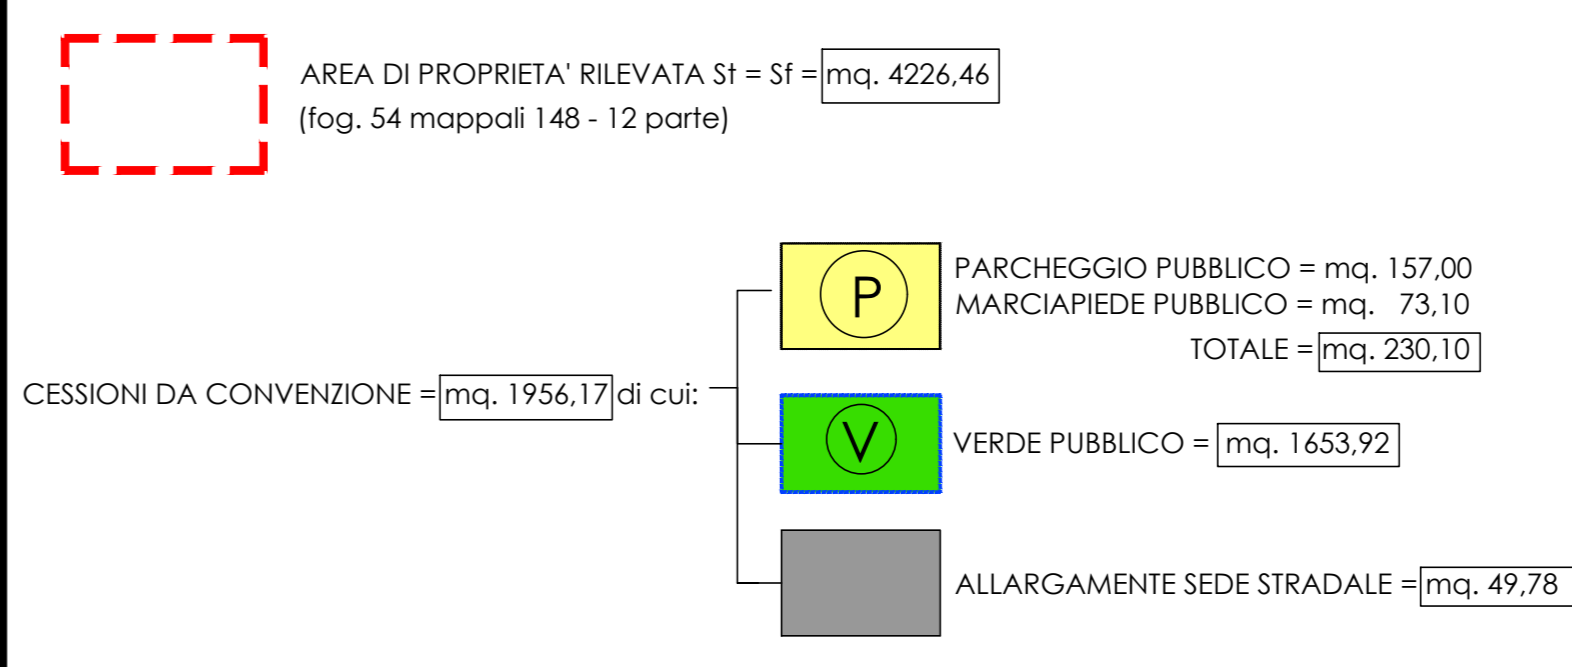 AREA DI PROPRIETA' RILEVATA St = Sf = mq. 4226,46
(fog. 54 mappali 148 - 12 parte)
P
PARCHEGGIO PUBBLICO = mq. 157,00
MARCIAPIEDE PUBBLICO = mq. 73,10
TOTALE = mq. 230,10
CESSIONI DA CONVENZIONE = mq. 1956,17 di cui:
V
VERDE PUBBLICO = mq. 1653,92
ALLARGAMENTE SEDE STRADALE = mq. 49,78